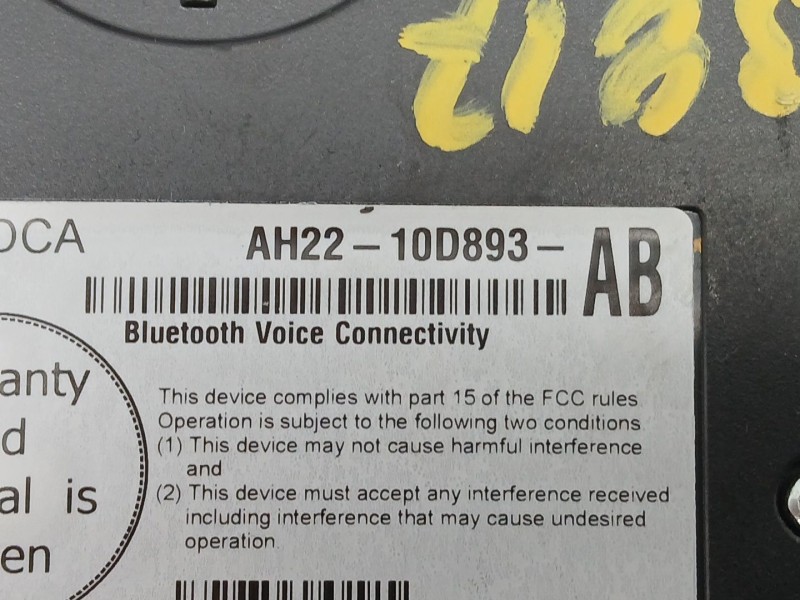 OCA
AH22-10D893-AB
Bluetooth Voice Connectivity
anty
d
al is
en
This device complies with part 15 of the FCC rules
Operation is subject to the following two conditions
(1) This device may not cause harmful interference
and
(2) This device must accept any interference received
including interference that may cause undesired
operation